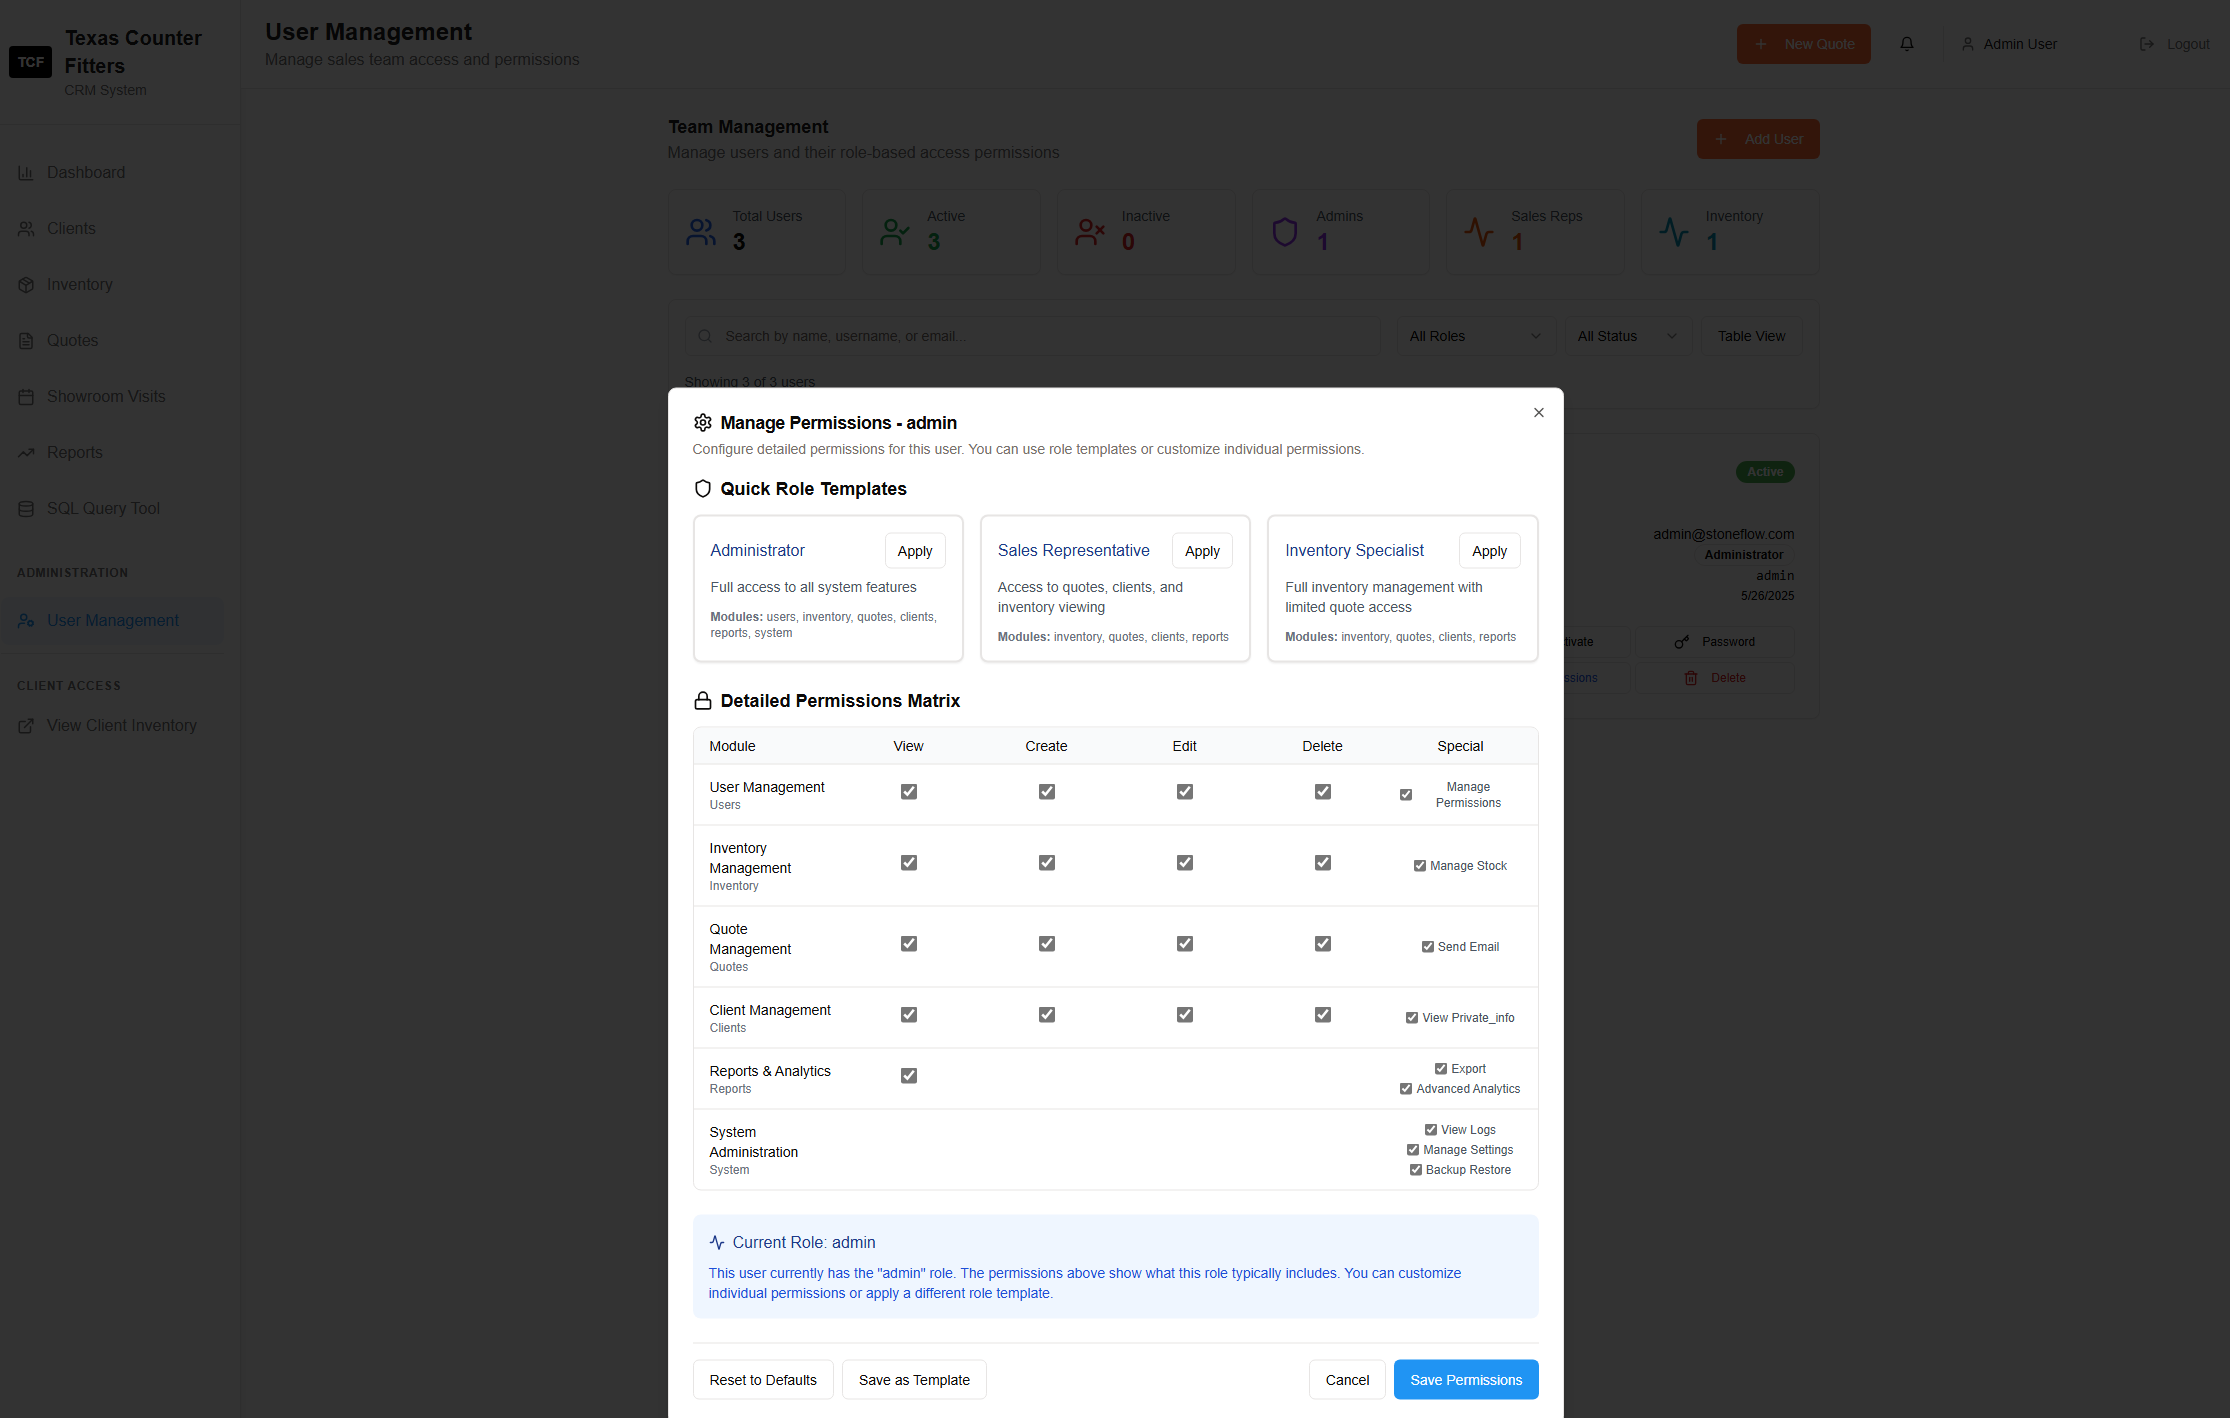 TCF
Texas Counter
Fitters
CRM System
Dashboard
Clients
Inventory
Quotes
Showroom Visits
Reports
SQL Query Tool
ADMINISTRATION
User Management
CLIENT ACCESS
View Client Inventory
User Management
Manage sales team access and permissions
New Quote
Admin User
Logout
Team Management
Manage users and their role-based access permissions
Add User
Total Users
3
Active
3
Inactive
0
Admins
1
Sales Reps
1
Inventory
1
Search by name, username, or email...
All Roles
All Status
Table View
Showing 3 of 3 users
Active
admin@stoneflow.com
Administrator
admin
5/26/2025
Password
Delete
Manage Permissions - admin
Configure detailed permissions for this user. You can use role templates or customize individual permissions.
Quick Role Templates
Administrator
Apply
Full access to all system features
Modules: users, inventory, quotes, clients,
reports, system
Sales Representative
Apply
Access to quotes, clients, and
inventory viewing
Modules: inventory, quotes, clients, reports
Inventory Specialist
Apply
Full inventory management with
limited quote access
Modules: inventory, quotes, clients, reports
Detailed Permissions Matrix
Module View Create Edit Delete Special
User Management
Users
Manage
Permissions
Inventory
Management
Inventory
Manage Stock
Quote
Management
Quotes
Send Email
Client Management
Clients
View Private_info
Reports & Analytics
Reports
Export
Advanced Analytics
System
Administration
System
View Logs
Manage Settings
Backup Restore
Current Role: admin
This user currently has the "admin" role. The permissions above show what this role typically includes. You can customize
individual permissions or apply a different role template.
Reset to Defaults
Save as Template
Cancel
Save Permissions